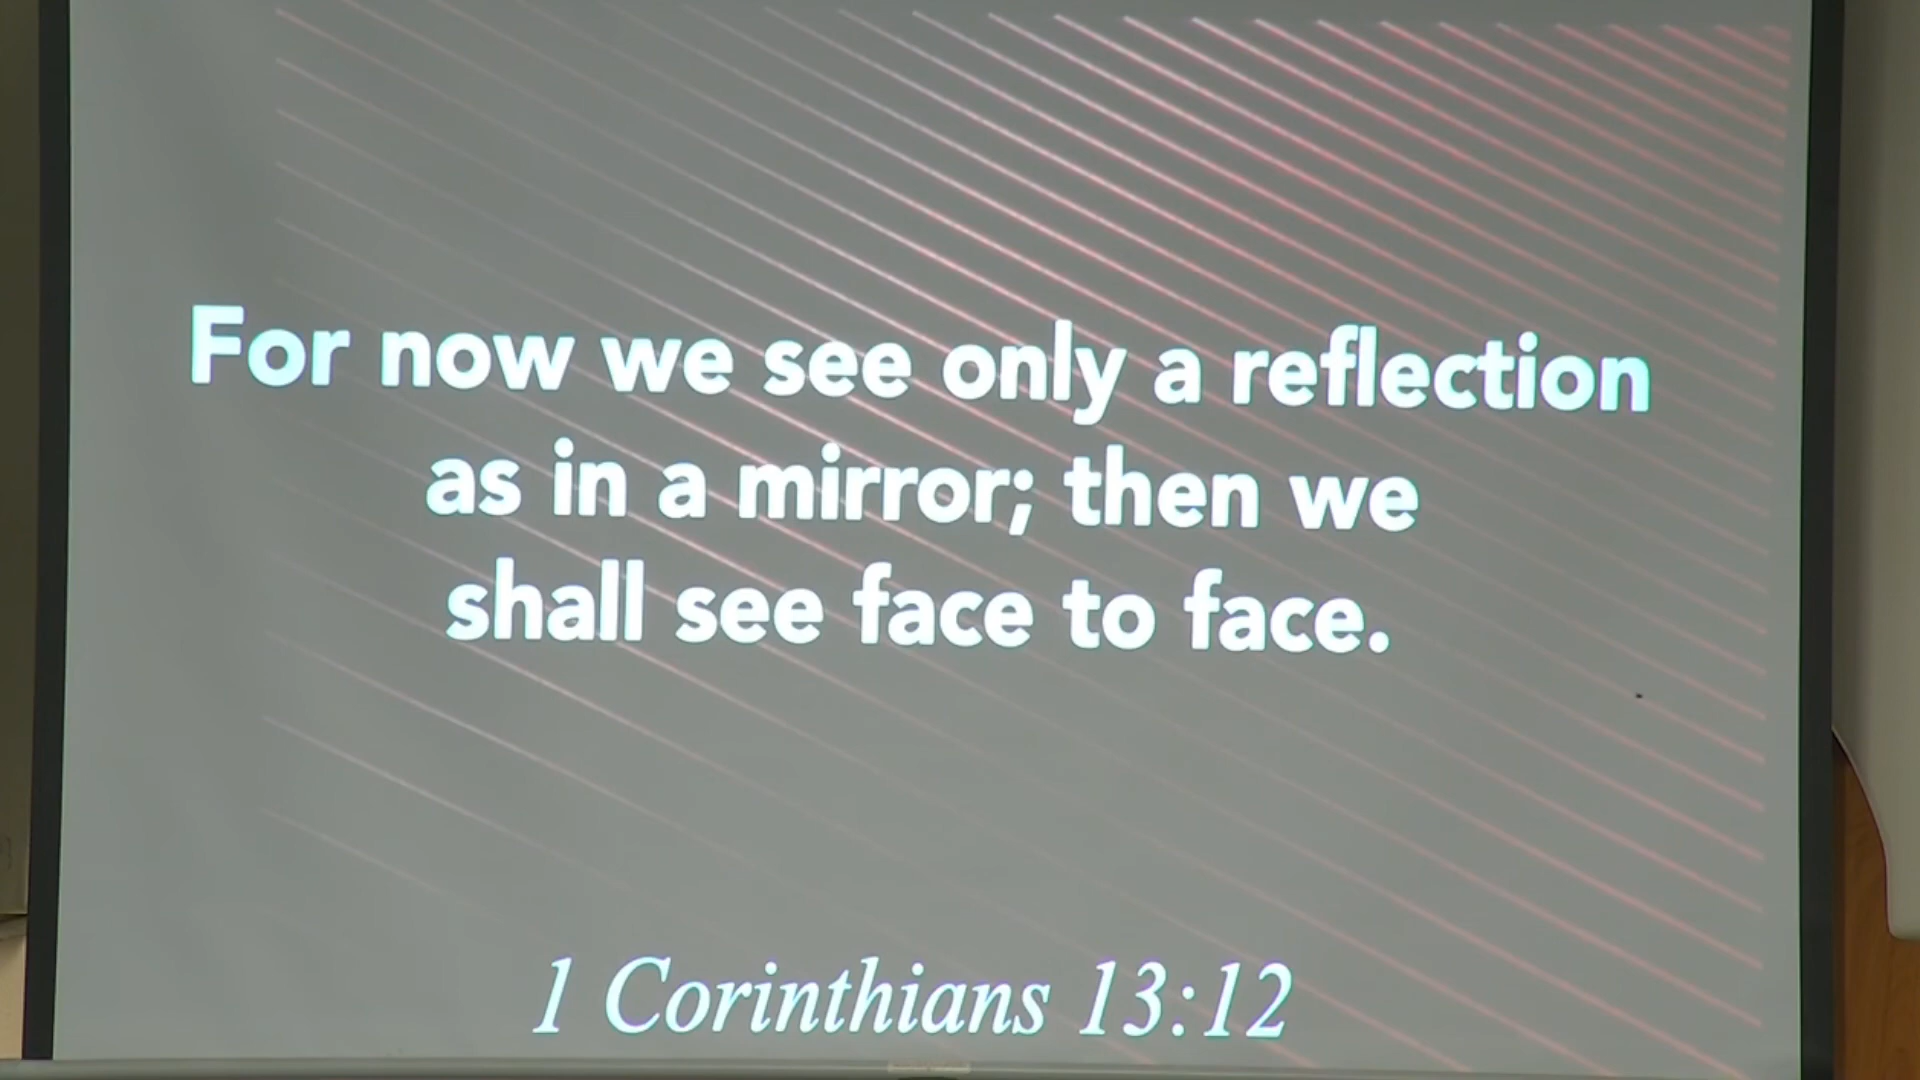 For now we see only a reflection
as in a mirror; then we
shall see face to face.
1 Corinthians 13:12